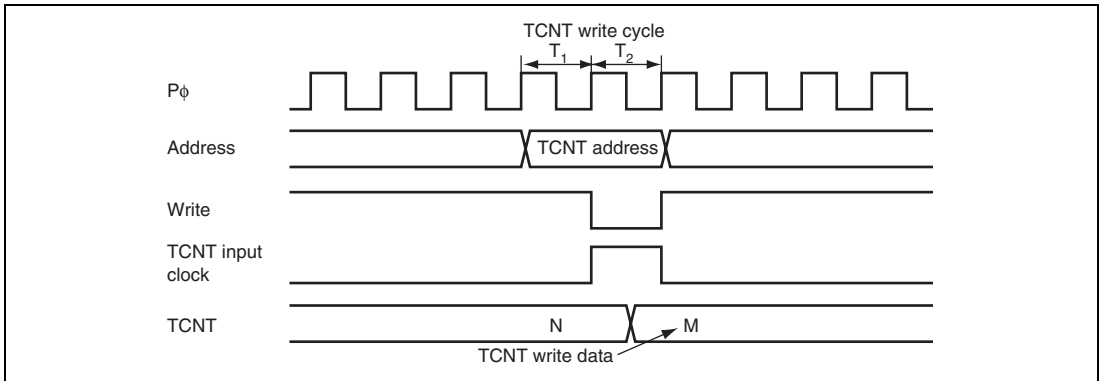 TCNT write cycle
T1 T2
Pϕ
Address
TCNT address
Write
TCNT input
clock
TCNT
N
M
TCNT write data